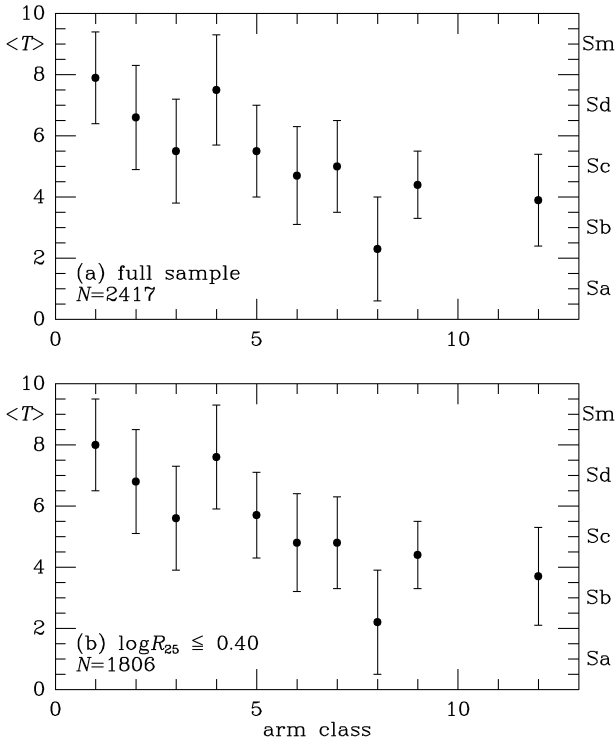 10
<T>
8
6
4
2
0
Sm
Sd
Sc
Sb
Sa
(a) full sample
N=2417
0
5
10
10
<T>
8
6
4
2
0
Sm
Sd
Sc
Sb
Sa
(b) logR25 ≦ 0.40
N=1806
0
5
10
arm class